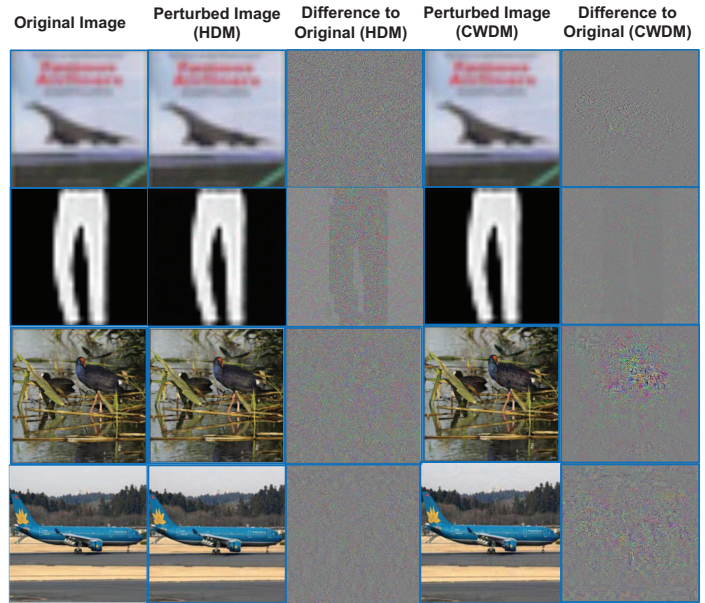 Original Image
Perturbed Image
(HDM)
Difference to
Original (HDM)
Perturbed Image
(CWDM)
Difference to
Original (CWDM)